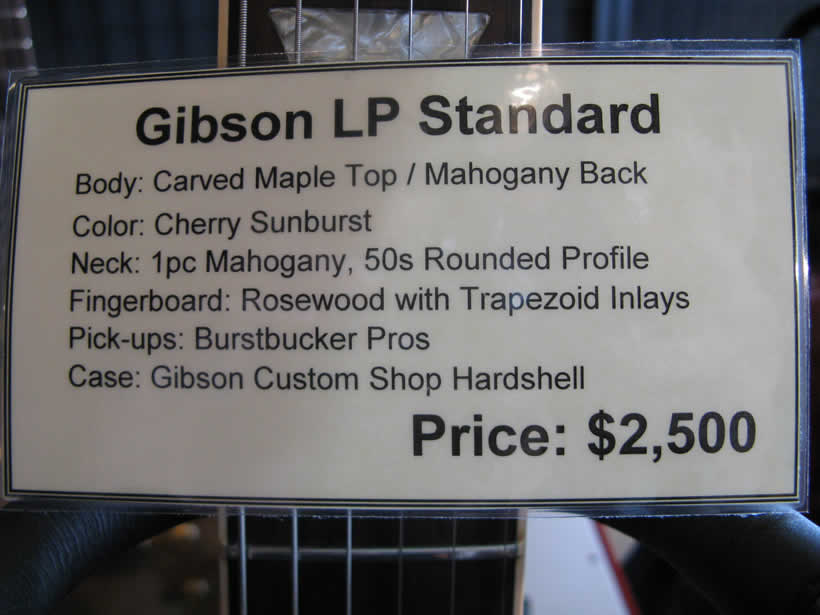 Gibson LP Standard
Body: Carved Maple Top / Mahogany Back
Color: Cherry Sunburst
Neck: 1pc Mahogany, 50s Rounded Profile
Fingerboard: Rosewood with Trapezoid Inlays
Pick-ups: Burstbucker Pros
Case: Gibson Custom Shop Hardshell
Price: $2,500